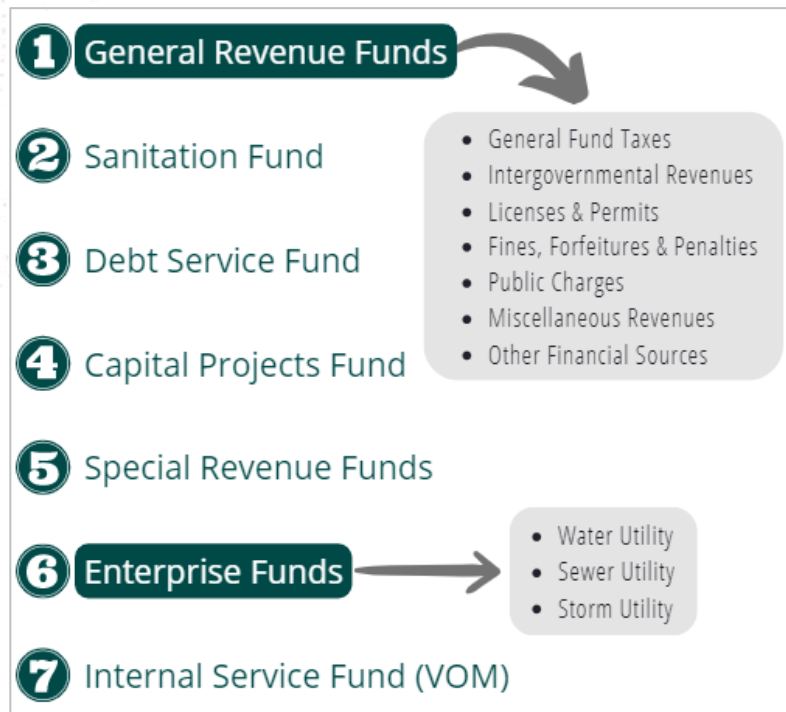 1 General Revenue Funds
• General Fund Taxes
• Intergovernmental Revenues
• Licenses & Permits
• Fines, Forfeitures & Penalties
• Public Charges
• Miscellaneous Revenues
• Other Financial Sources
2 Sanitation Fund
3 Debt Service Fund
4 Capital Projects Fund
5 Special Revenue Funds
6 Enterprise Funds
• Water Utility
• Sewer Utility
• Storm Utility
7 Internal Service Fund (VOM)